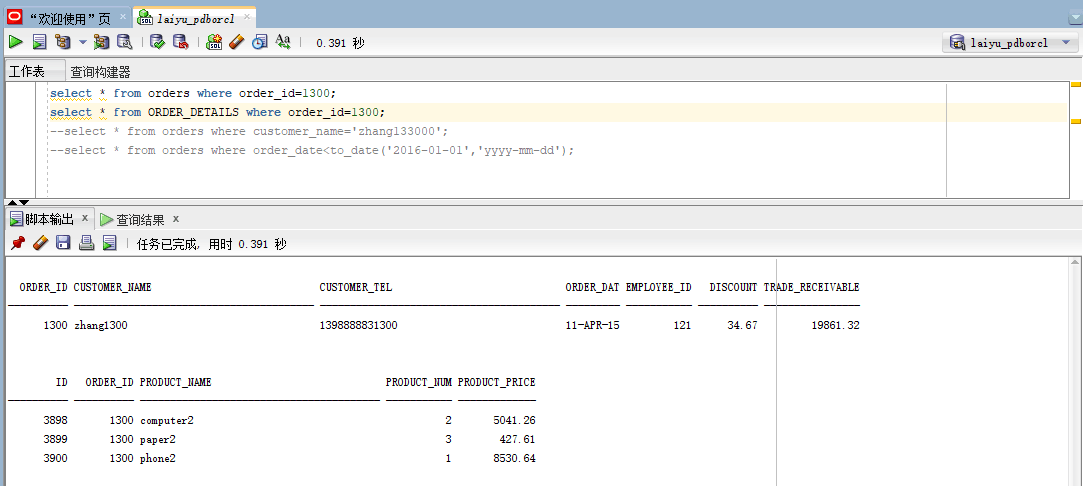 “欢迎使用”页 laiyu_pdborcl
0.391 秒 laiyu_pdborcl
工作表 查询构建器
select * from orders where order_id=1300;
select * from ORDER_DETAILS where order_id=1300;
--select * from orders where customer_name='zhang133000';
--select * from orders where order_date<to_date('2016-01-01','yyyy-mm-dd');
脚本输出 x 查询结果 x
任务已完成, 用时 0.391 秒
ORDER_ID CUSTOMER_NAME CUSTOMER_TEL ORDER_DAT EMPLOYEE_ID DISCOUNT TRADE_RECEIVABLE
1300 zhang1300 1398888831300 11-APR-15 121 34.67 19861.32
ID ORDER_ID PRODUCT_NAME PRODUCT_NUM PRODUCT_PRICE
3898 1300 computer2 2 5041.26
3899 1300 paper2 3 427.61
3900 1300 phone2 1 8530.64